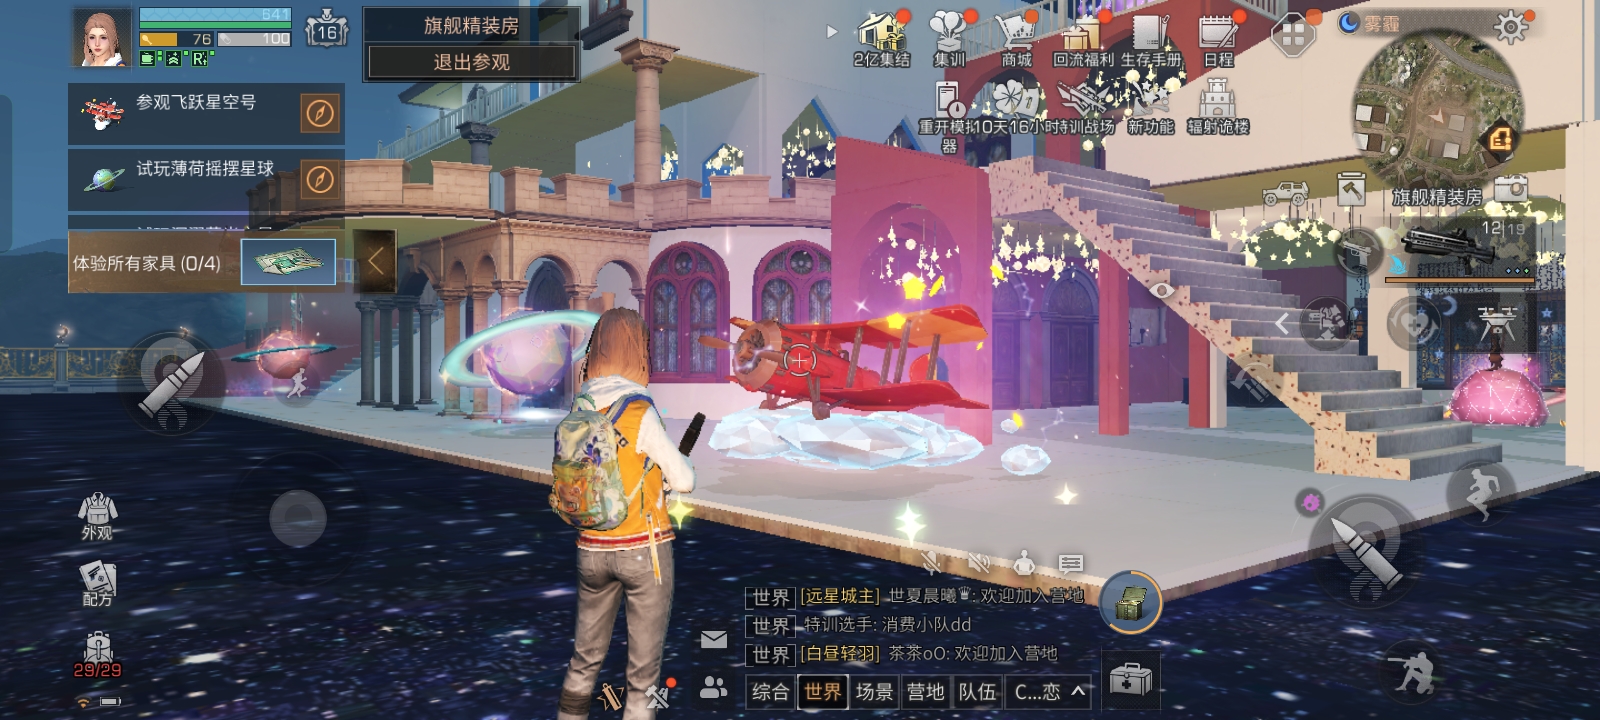 641
76
100
16
旗舰精装房
退出参观
2亿集结
集训
商城
回流福利
生存手册
日程
雾霾
重开模拟器
10天16小时
特训战场
新功能
辐射诡楼
参观飞跃星空号
试玩薄荷摇摆星球
体验所有家具 (0/4)
旗舰精装房
12|19
外观
配方
29/29
世界 [远星城主] 世夏晨曦♛: 欢迎加入营地
世界 特训选手: 消费小队dd
世界 [白昼轻羽] 茶茶oO: 欢迎加入营地
综合 世界 场景 营地 队伍 C...恋